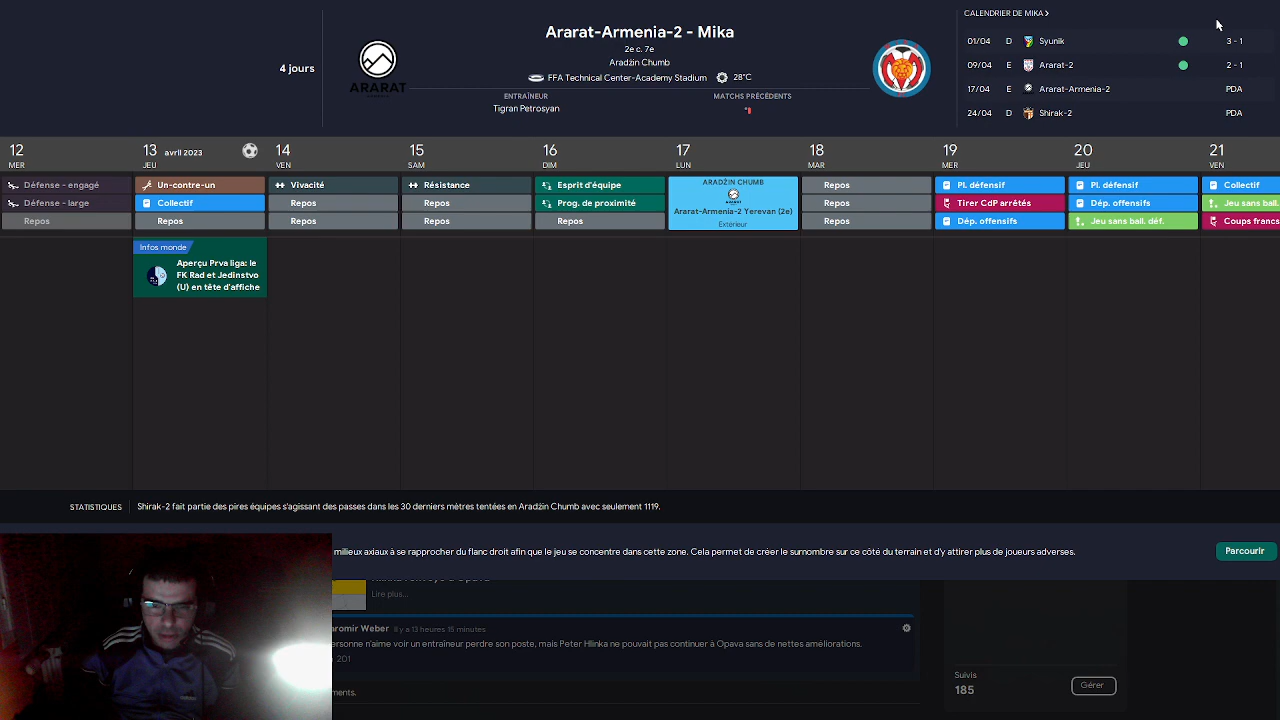 Ararat-Armenia-2 - Mika
2e c. 7e
Aradžin Chumb
FFA Technical Center-Academy Stadium 28°C
4 jours
ARARAT
ENTRAÎNEUR
Tigran Petrosyan
MATCHS PRÉCÉDENTS
CALENDRIER DE MIKA
01/04 D Syunik 3 - 1
09/04 E Ararat-2 2 - 1
17/04 E Ararat-Armenia-2 PDA
24/04 D Shirak-2 PDA
12 13 avril 2023 14 15 16 17 18 19 20 21
MER JEU VEN SAM DIM LUN MAR MER JEU VEN
Défense - engagé
Défense - large
Repos
Un-contre-un
Collectif
Repos
Vivacité
Repos
Repos
Résistance
Repos
Repos
Esprit d'équipe
Prog. de proximité
Repos
ARADŽIN CHUMB
Ararat-Armenia-2 Yerevan (2e)
Extérieur
Repos
Repos
Repos
Pl. défensif
Tirer CdP arrêtés
Dép. offensifs
Pl. défensif
Dép. offensifs
Jeu sans ball. déf.
Collectif
Jeu sans ball.
Coups francs
Infos monde
Aperçu Prva liga: le
FK Rad et Jedinstvo
(U) en tête d'affiche
STATISTIQUES
Shirak-2 fait partie des pires équipes s'agissant des passes dans les 30 derniers mètres tentées en Aradžin Chumb avec seulement 1119.
milieux axiaux à se rapprocher du flanc droit afin que le jeu se concentre dans cette zone. Cela permet de créer le surnombre sur ce côté du terrain et d'y attirer plus de joueurs adverses.
Parcourir
Lire plus...
aromir Weber il y a 13 heures 15 minutes
ersonne n'aime voir un entraîneur perdre son poste, mais Peter Hlinka ne pouvait pas continuer à Opava sans de nettes améliorations.
201
ments.
Suivis
185
Gérer